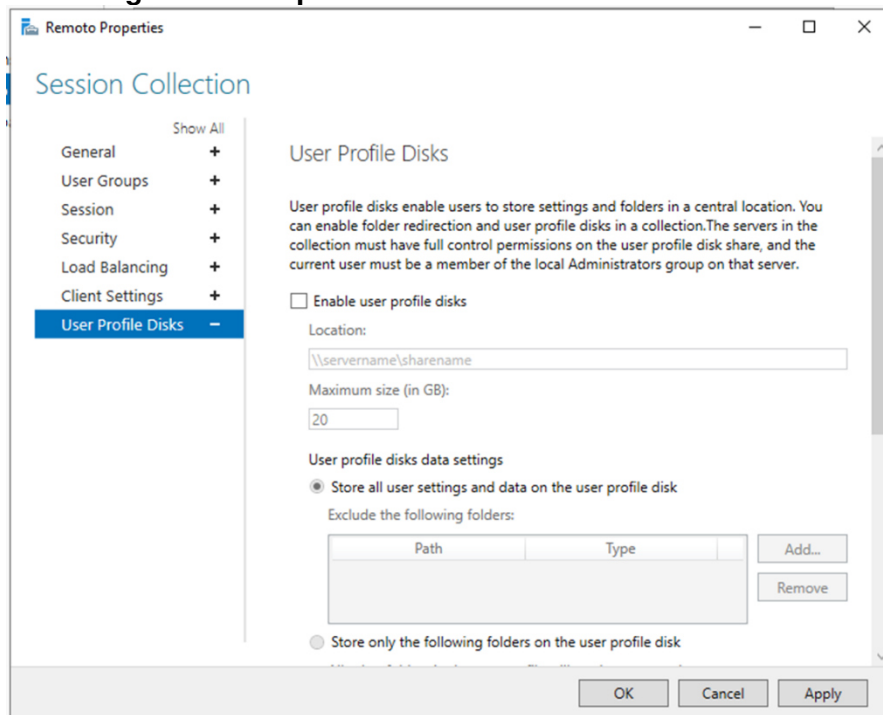 Remoto Properties
Session Collection
Show All
General +
User Groups +
Session +
Security +
Load Balancing +
Client Settings +
User Profile Disks −
User Profile Disks
User profile disks enable users to store settings and folders in a central location. You
can enable folder redirection and user profile disks in a collection.The servers in the
collection must have full control permissions on the user profile disk share, and the
current user must be a member of the local Administrators group on that server.
Enable user profile disks
Location:
\\servername\sharename
Maximum size (in GB):
20
User profile disks data settings
Store all user settings and data on the user profile disk
Exclude the following folders:
Path Type
Add...
Remove
Store only the following folders on the user profile disk
OK Cancel Apply